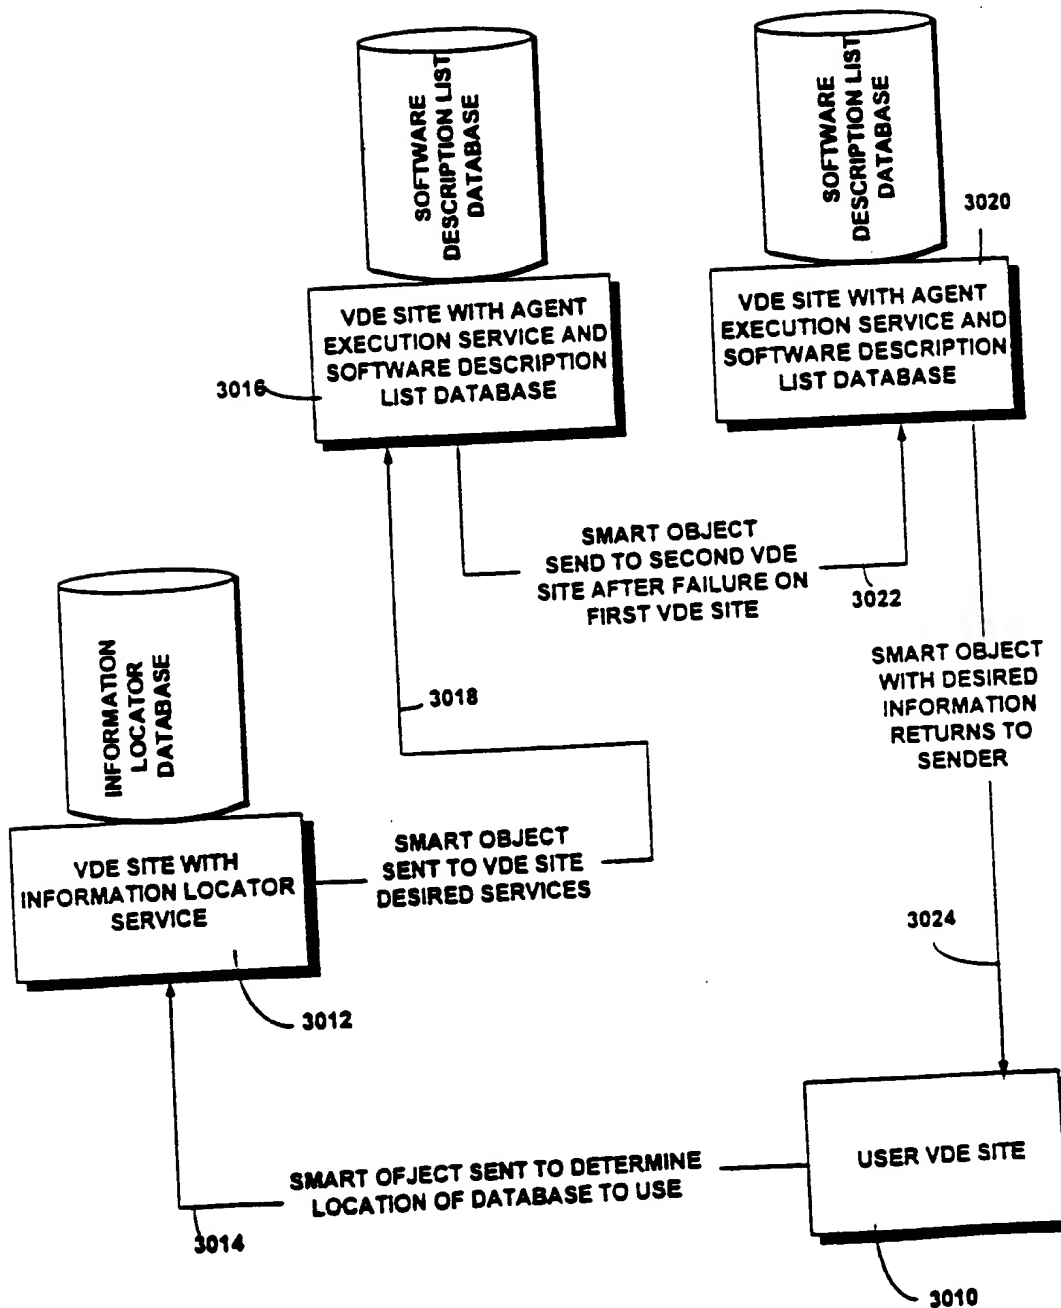 SOFTWARE
DESCRIPTION LIST
DATABASE
SOFTWARE
DESCRIPTION LIST
DATABASE
3020
VDE SITE WITH AGENT
EXECUTION SERVICE AND
SOFTWARE DESCRIPTION
LIST DATABASE
VDE SITE WITH AGENT
EXECUTION SERVICE AND
SOFTWARE DESCRIPTION
LIST DATABASE
3016
SMART OBJECT
SEND TO SECOND VDE
SITE AFTER FAILURE ON
FIRST VDE SITE
3022
INFORMATION
LOCATOR
DATABASE
3018
SMART OBJECT
WITH DESIRED
INFORMATION
RETURNS TO
SENDER
VDE SITE WITH
INFORMATION LOCATOR
SERVICE
SMART OBJECT
SENT TO VDE SITE
DESIRED SERVICES
3024
3012
USER VDE SITE
SMART OFJECT SENT TO DETERMINE
LOCATION OF DATABASE TO USE
3014
3010